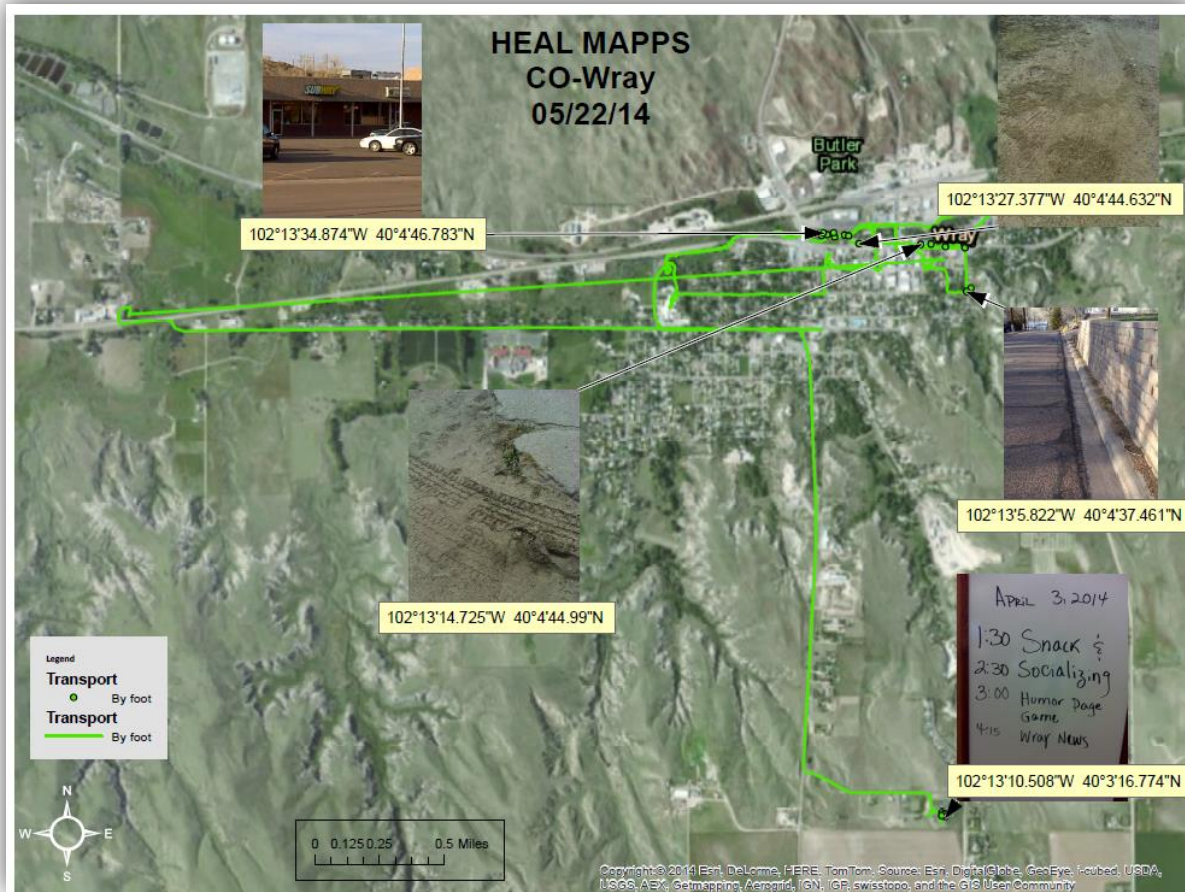 HEAL MAPPS
CO-Wray
05/22/14
SUBWAY
Butler
Park
102°13'27.377"W 40°4'44.632"N
102°13'34.874"W 40°4'46.783"N
Wray
102°13'5.822"W 40°4'37.461"N
102°13'14.725"W 40°4'44.99"N
APRIL 3, 2014
1:30 Snack &
2:30 Socializing
3:00 Humor Page
Game
4:15 Wray News
102°13'10.508"W 40°3'16.774"N
Legend
Transport
By foot
Transport
By foot
N
W E
S
0 0.125 0.25 0.5 Miles
Copyright:© 2014 Esri, DeLorme, HERE, TomTom, Source: Esri, DigitalGlobe, GeoEye, i-cubed, USDA,
USGS, AEX, Getmapping, Aerogrid, IGN, IGP, swisstopo, and the GIS User Community